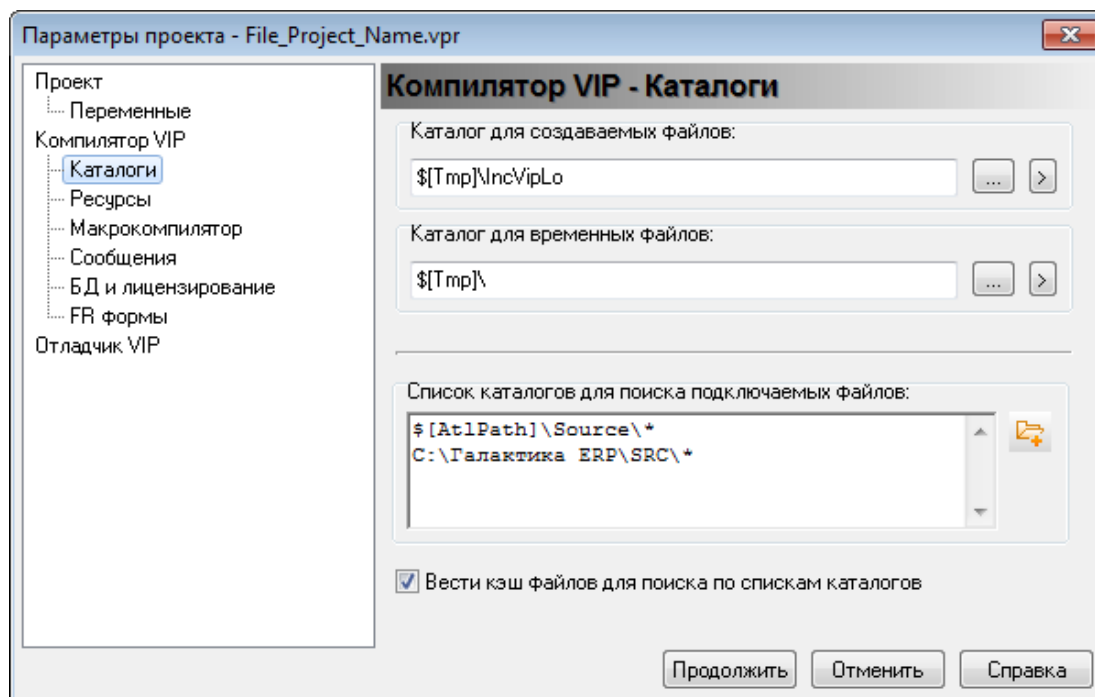 Параметры проекта - File_Project_Name.vpr
Проект
Переменные
Компилятор VIP
Каталоги
Ресурсы
Макрокомпилятор
Сообщения
БД и лицензирование
FR формы
Отладчик VIP
Компилятор VIP - Каталоги
Каталог для создаваемых файлов:
$[Tmp]\IncVipLo
...
>
Каталог для временных файлов:
$[Tmp]\
...
>
Список каталогов для поиска подключаемых файлов:
$[AtlPath]\Source\*
C:\Галактика ERP\SRC\*
Вести кэш файлов для поиска по спискам каталогов
Продолжить
Отменить
Справка